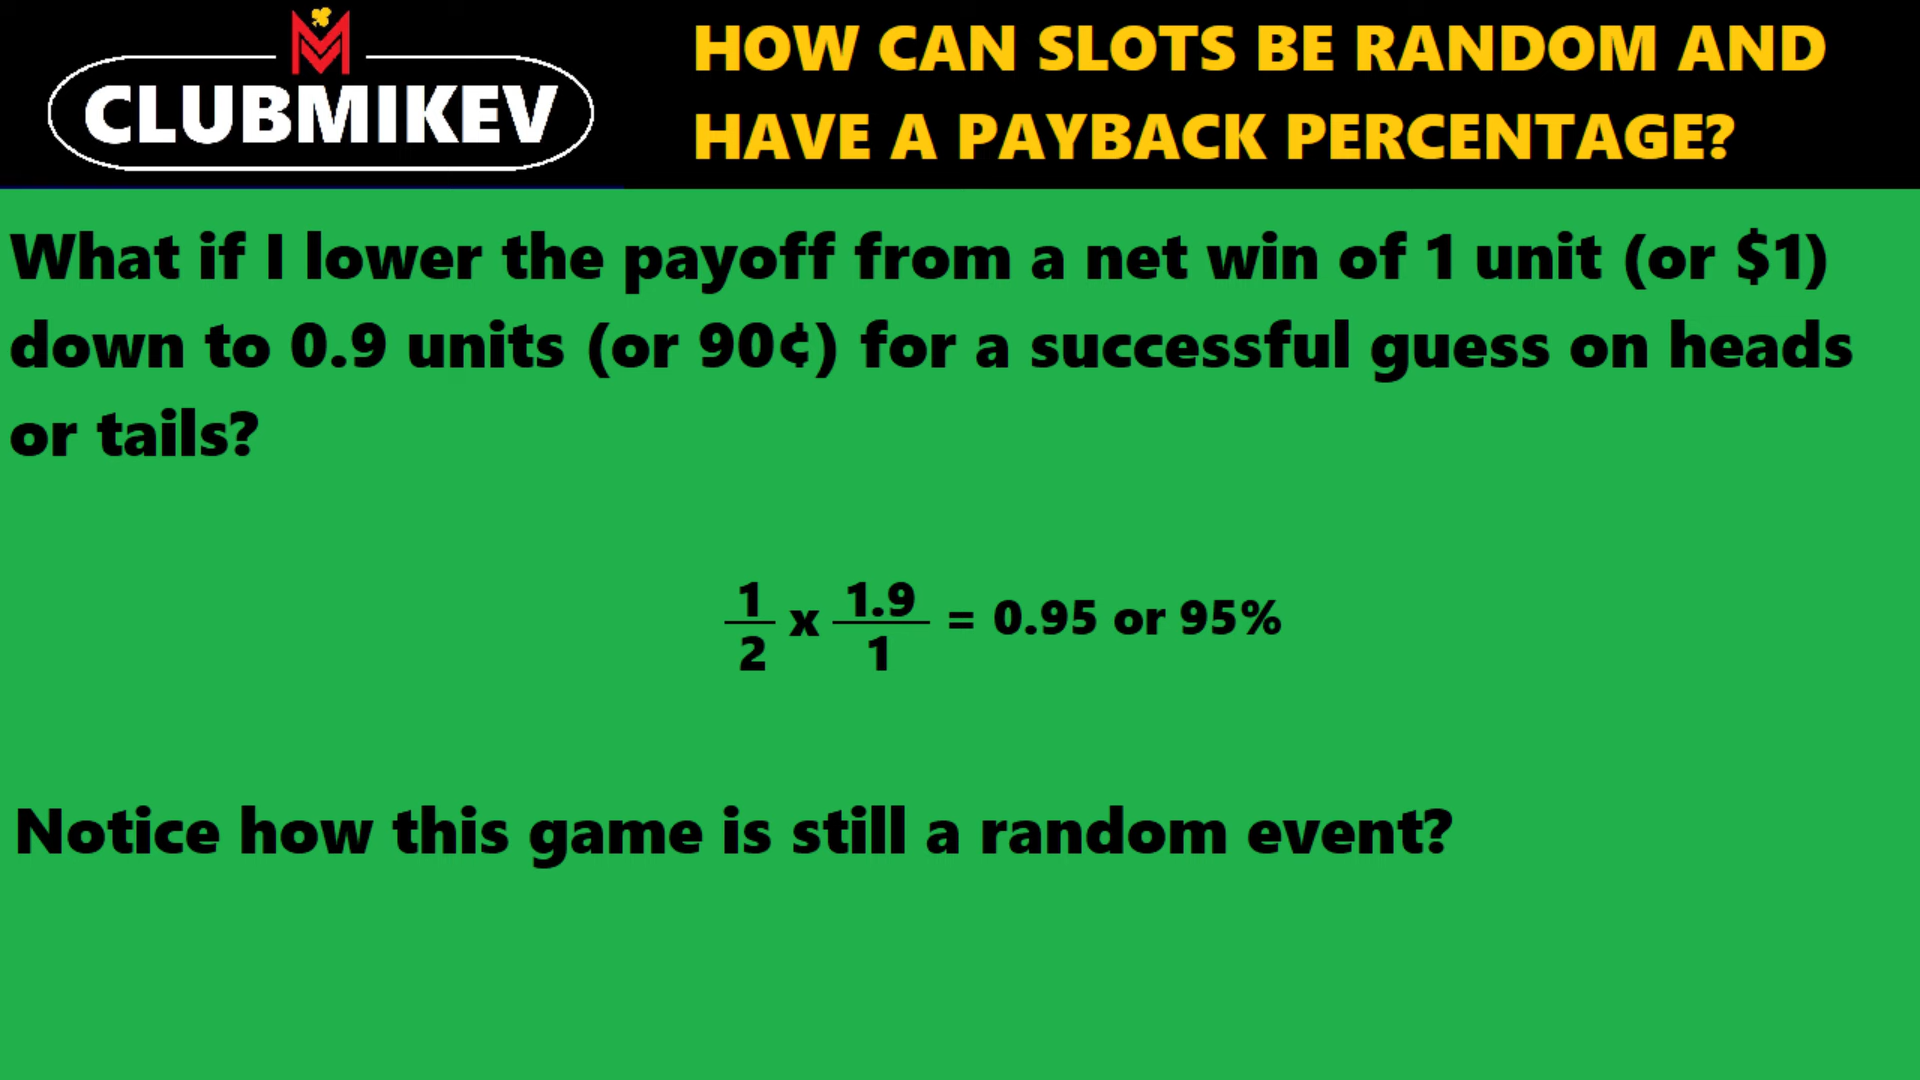 CLUBMIKEV
HOW CAN SLOTS BE RANDOM AND
HAVE A PAYBACK PERCENTAGE?
What if I lower the payoff from a net win of 1 unit (or $1)
down to 0.9 units (or 90¢) for a successful guess on heads
or tails?
1/2 x 1.9/1 = 0.95 or 95%
Notice how this game is still a random event?